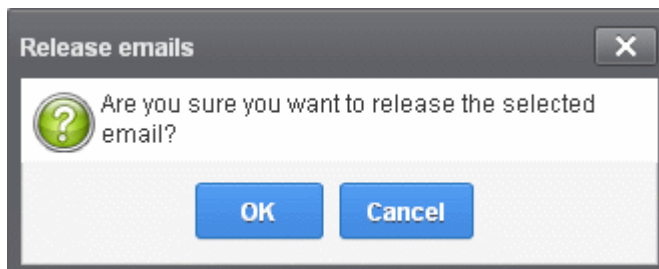 Release emails
Are you sure you want to release the selected
email?
OK
Cancel